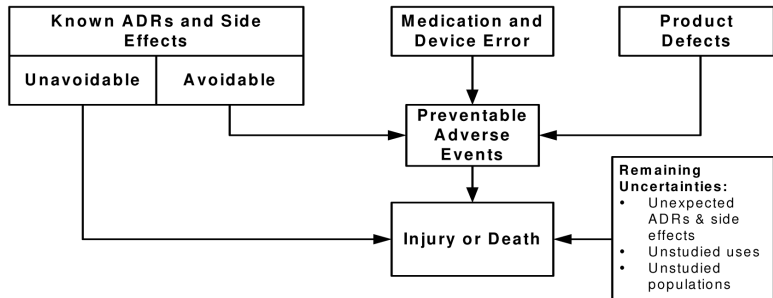 Known ADRs and Side
Effects
Unavoidable
Avoidable
Medication and
Device Error
Product
Defects
Preventable
Adverse
Events
Injury or Death
Remaining
Uncertainties:
• Unexpected
ADRs & side
effects
• Unstudied uses
• Unstudied
populations